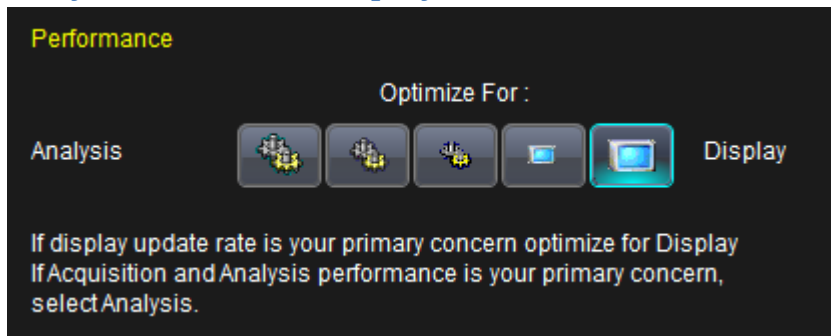 Performance
Optimize For :
Analysis
Display
If display update rate is your primary concern optimize for Display
If Acquisition and Analysis performance is your primary concern,
select Analysis.